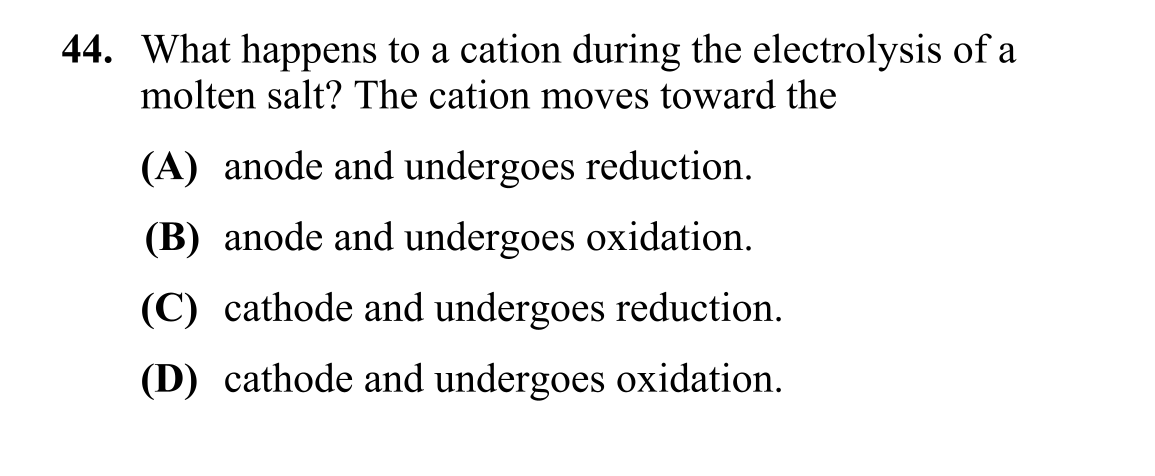 44. What happens to a cation during the electrolysis of a
molten salt? The cation moves toward the
(A) anode and undergoes reduction.
(B) anode and undergoes oxidation.
(C) cathode and undergoes reduction.
(D) cathode and undergoes oxidation.